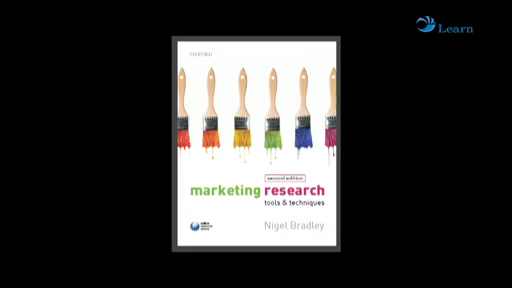 Learn
OXFORD
second edition
marketing research
tools & techniques
Nigel Bradley